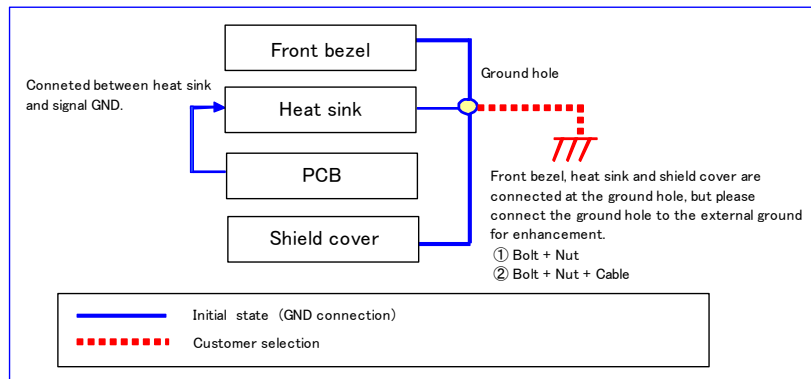 Front bezel
Ground hole
Conneted between heat sink
and signal GND.
Heat sink
PCB
Front bezel, heat sink and shield cover are
connected at the ground hole, but please
connect the ground hole to the external ground
for enhancement.
① Bolt + Nut
② Bolt + Nut + Cable
Shield cover
Initial state (GND connection)
Customer selection